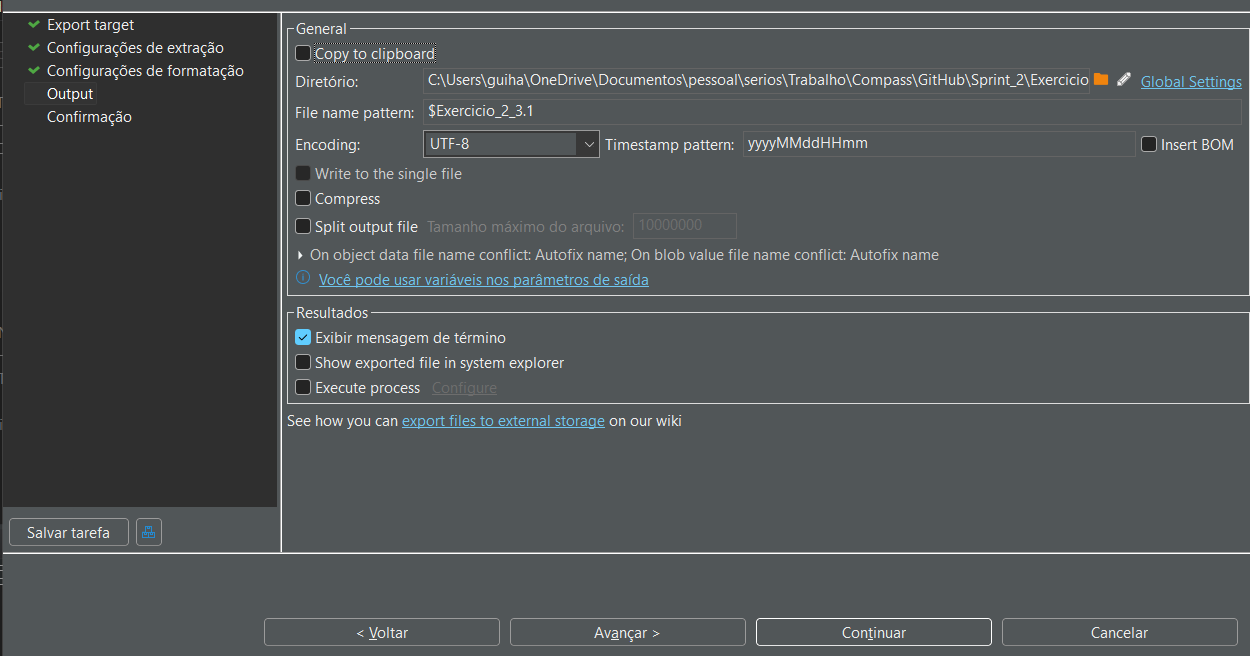 Export target
Configurações de extração
Configurações de formatação
Output
Confirmação
Salvar tarefa
General
Copy to clipboard
Diretório: C:\Users\guiha\OneDrive\Documentos\pessoal\serios\Trabalho\Compass\GitHub\Sprint_2\Exercicio Global Settings
File name pattern: $Exercicio_2_3.1
Encoding: UTF-8 Timestamp pattern: yyyyMMddHHmm Insert BOM
Write to the single file
Compress
Split output file Tamanho máximo do arquivo: 10000000
On object data file name conflict: Autofix name; On blob value file name conflict: Autofix name
Você pode usar variáveis nos parâmetros de saída
Resultados
Exibir mensagem de término
Show exported file in system explorer
Execute process Configure
See how you can export files to external storage on our wiki
< Voltar Avançar > Continuar Cancelar